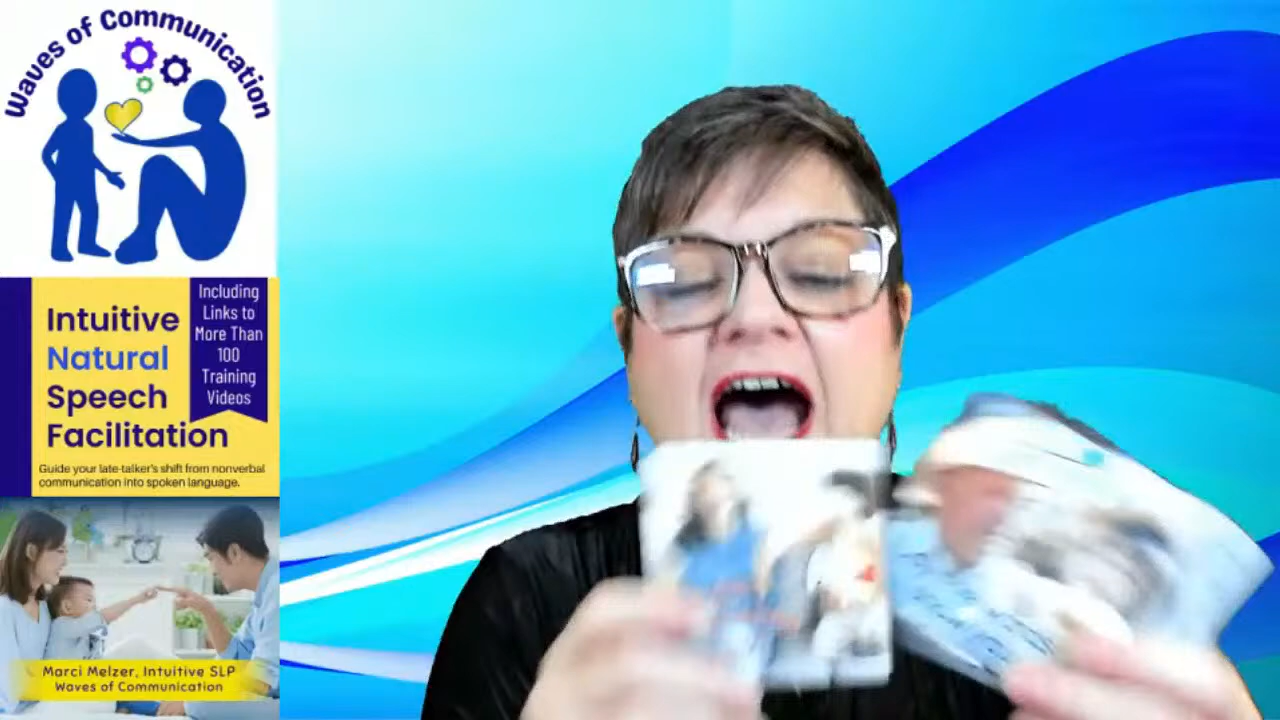 Waves of Communication
Including
Links to
More Than
100
Training
Videos
Intuitive
Natural
Speech
Facilitation
Guide your late-talker's shift from nonverbal
communication into spoken language.
Marci Melzer, Intuitive SLP
Waves of Communication